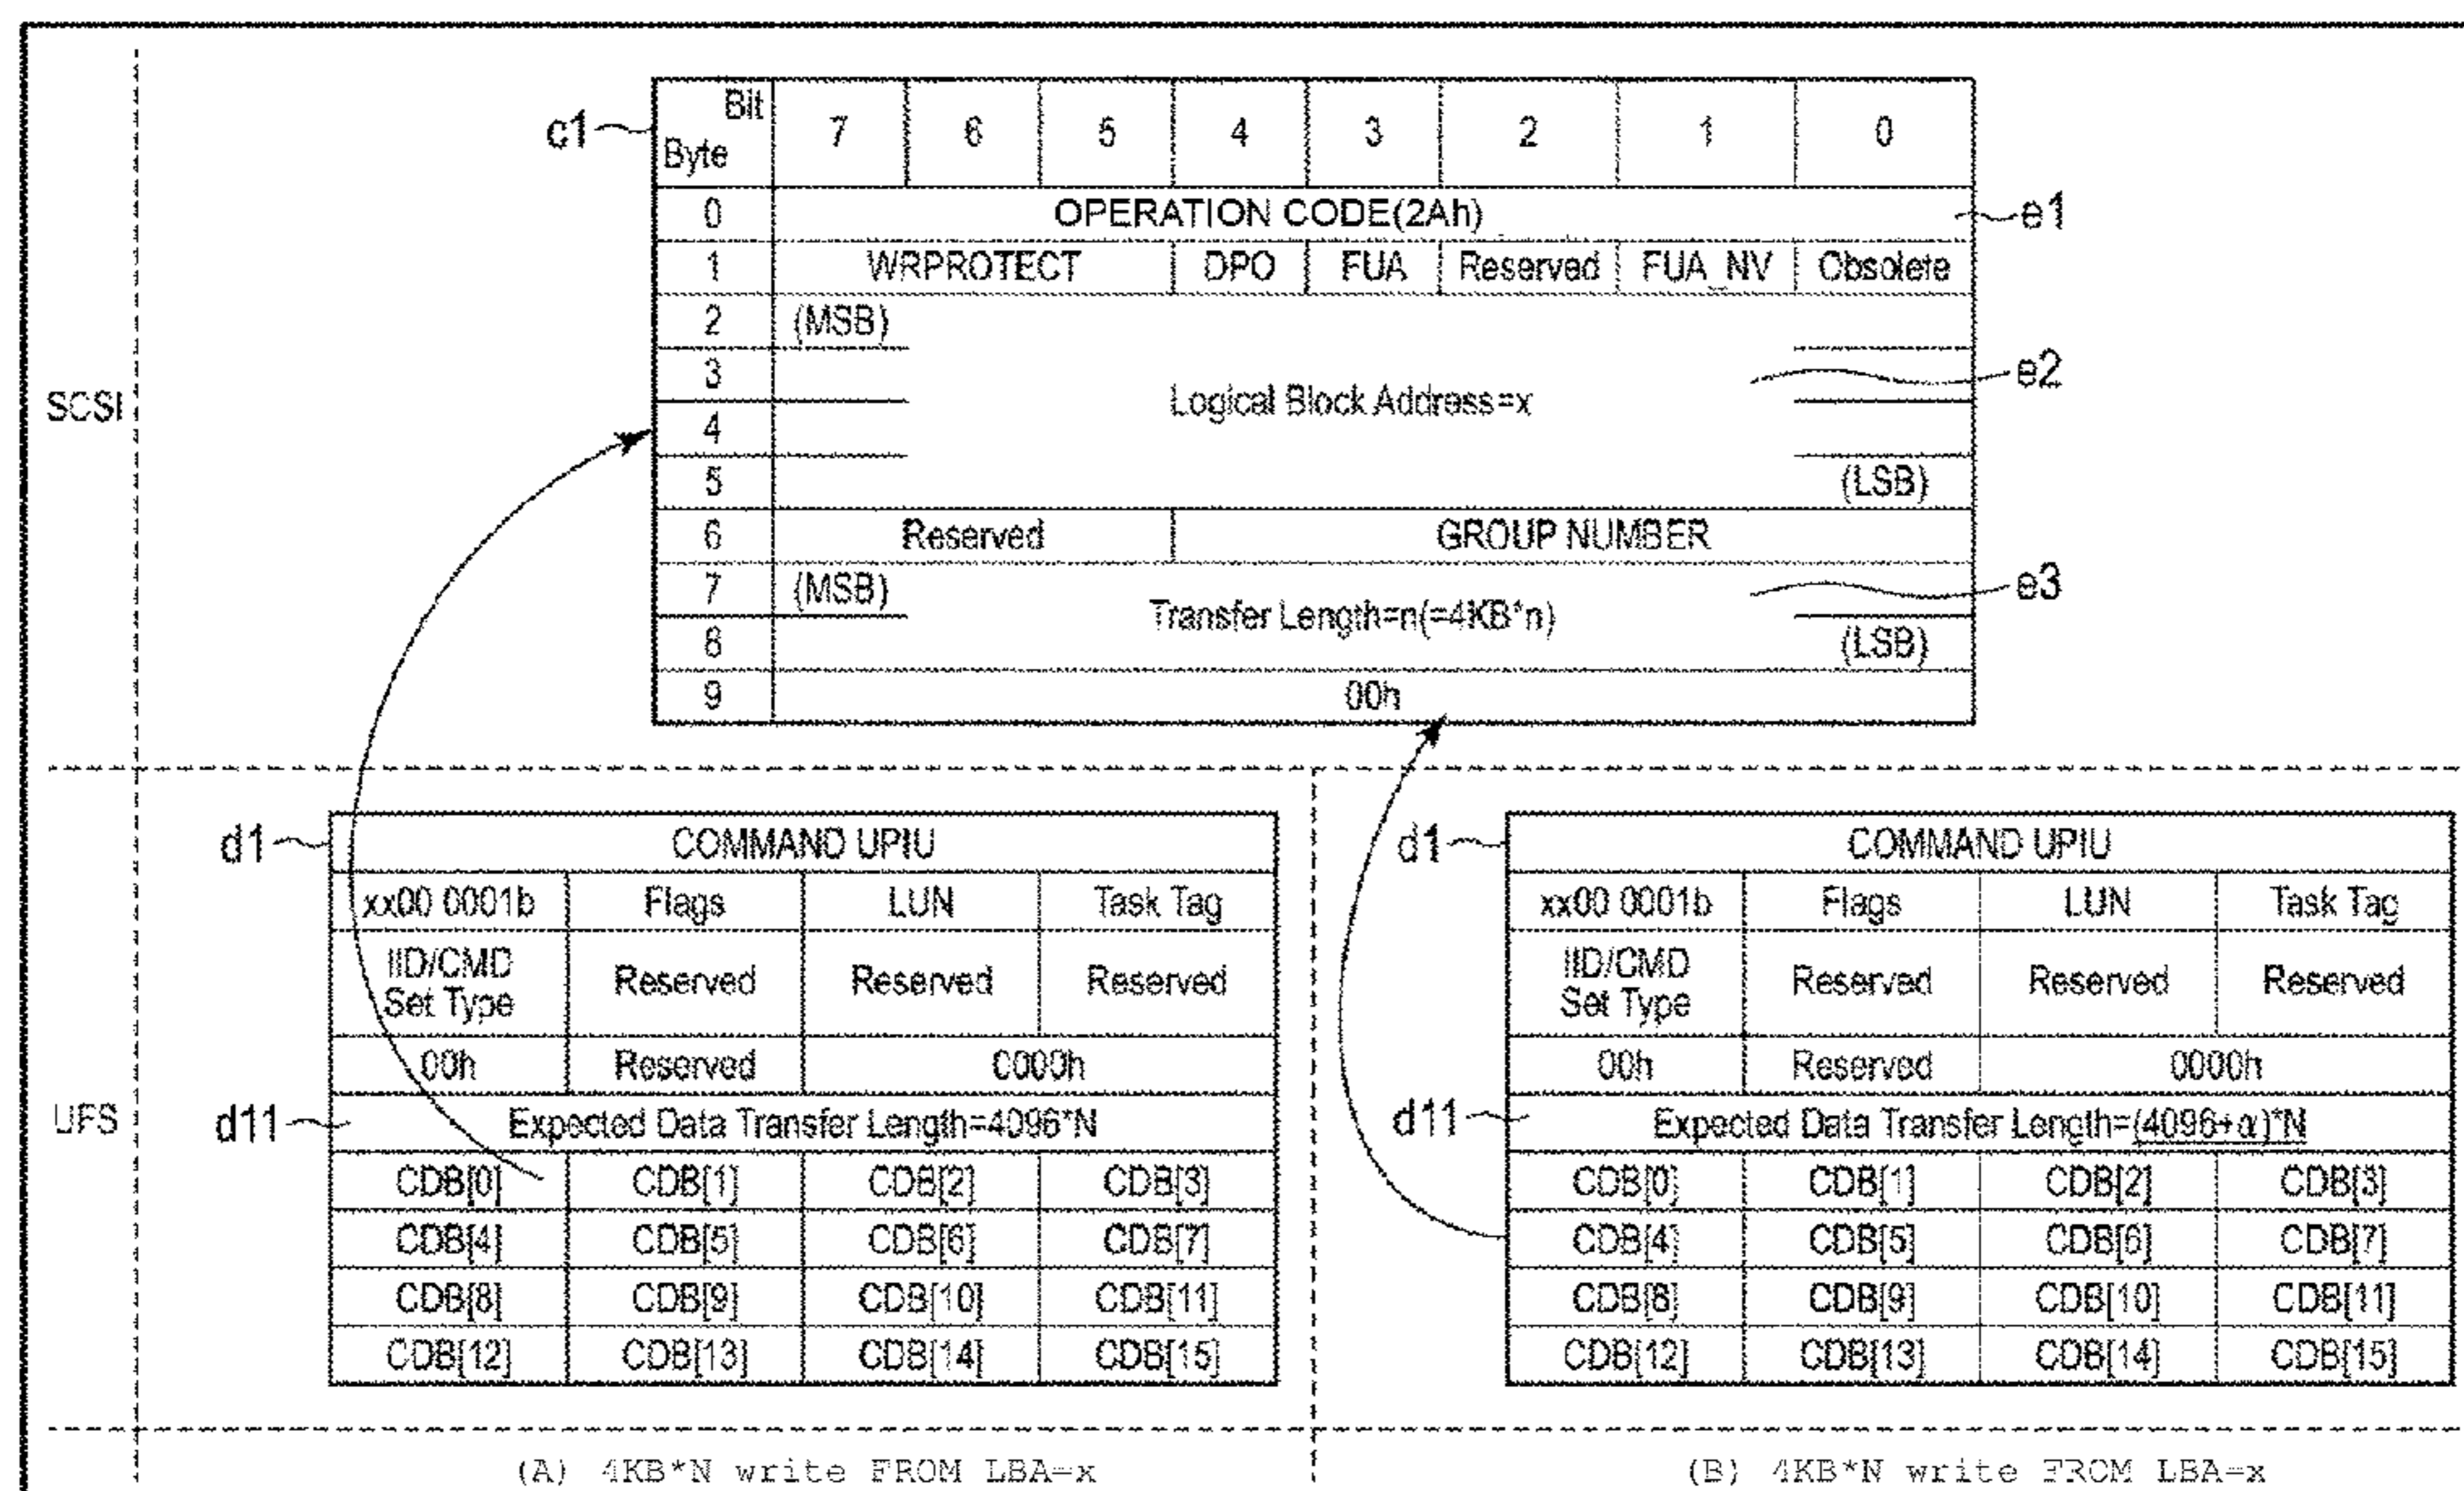 Bit
Byte 7 6 5 4 3 2 1 0
c1
0 OPERATION CODE(2Ah) e1
1 WRPROTECT DPO FUA Reserved FUA_NV Obsolete
2 (MSB)
3 e2
SCSI Logical Block Address=x
4
5 (LSB)
6 Reserved GROUP NUMBER
7 (MSB) e3
Transfer Length=n(=4KB*n)
8 (LSB)
9 00h
d1 COMMAND UPIU
xx00 0001b Flags LUN Task Tag
IID/CMD
Set Type Reserved Reserved Reserved
00h Reserved 0000h
UFS
d11 Expected Data Transfer Length=4096*N
CDB[0] CDB[1] CDB[2] CDB[3]
CDB[4] CDB[5] CDB[6] CDB[7]
CDB[8] CDB[9] CDB[10] CDB[11]
CDB[12] CDB[13] CDB[14] CDB[15]
(A) 4KB*N write FROM LBA=x
d1 COMMAND UPIU
xx00 0001b Flags LUN Task Tag
IID/CMD
Set Type Reserved Reserved Reserved
00h Reserved 0000h
d11 Expected Data Transfer Length=(4096+α)*N
CDB[0] CDB[1] CDB[2] CDB[3]
CDB[4] CDB[5] CDB[6] CDB[7]
CDB[8] CDB[9] CDB[10] CDB[11]
CDB[12] CDB[13] CDB[14] CDB[15]
(B) 4KB*N write FROM LBA=x